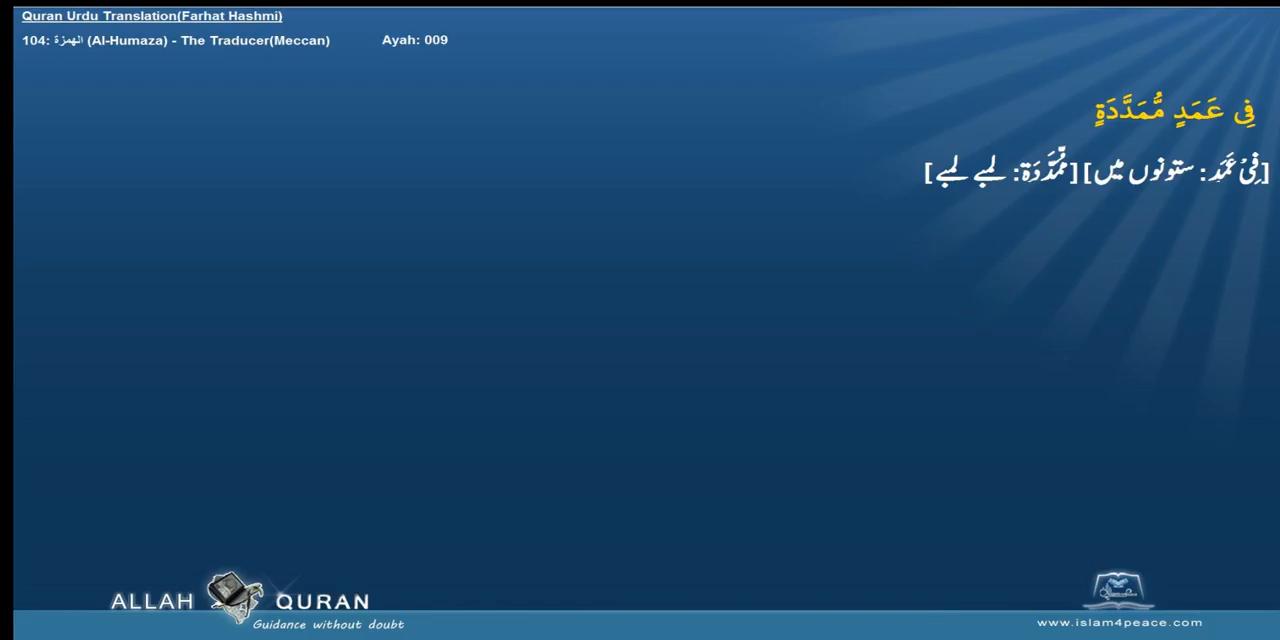 Quran Urdu Translation(Farhat Hashmi)
104: الهمزة (Al-Humaza) - The Traducer(Meccan) Ayah: 009
فِي عَمَدٍ مُّمَدَّدَةٍ
[فِیْ عَمَدٍ: ستونوں میں] [مُّمَدَّدَةٍ: لمبے لمبے]
ALLAH QURAN
Guidance without doubt
www.islam4peace.com